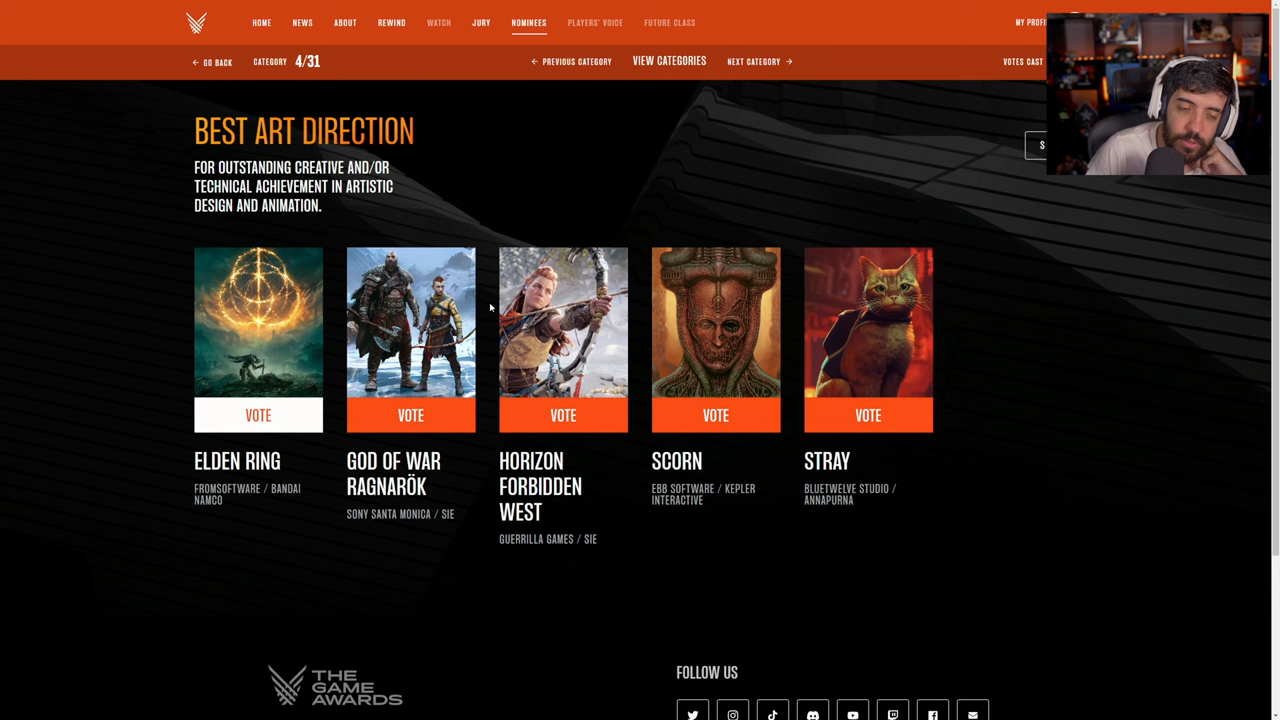 HOME NEWS ABOUT REWIND WATCH JURY NOMINEES PLAYERS' VOICE FUTURE CLASS
← GO BACK CATEGORY 4/31 ← PREVIOUS CATEGORY VIEW CATEGORIES NEXT CATEGORY → VOTES CAST
BEST ART DIRECTION
FOR OUTSTANDING CREATIVE AND/OR
TECHNICAL ACHIEVEMENT IN ARTISTIC
DESIGN AND ANIMATION.
VOTE
ELDEN RING
FROMSOFTWARE / BANDAI
NAMCO
VOTE
GOD OF WAR
RAGNARÖK
SONY SANTA MONICA / SIE
VOTE
HORIZON
FORBIDDEN
WEST
GUERRILLA GAMES / SIE
VOTE
SCORN
EBB SOFTWARE / KEPLER
INTERACTIVE
VOTE
STRAY
BLUETWELVE STUDIO /
ANNAPURNA
THE
GAME
AWARDS
FOLLOW US